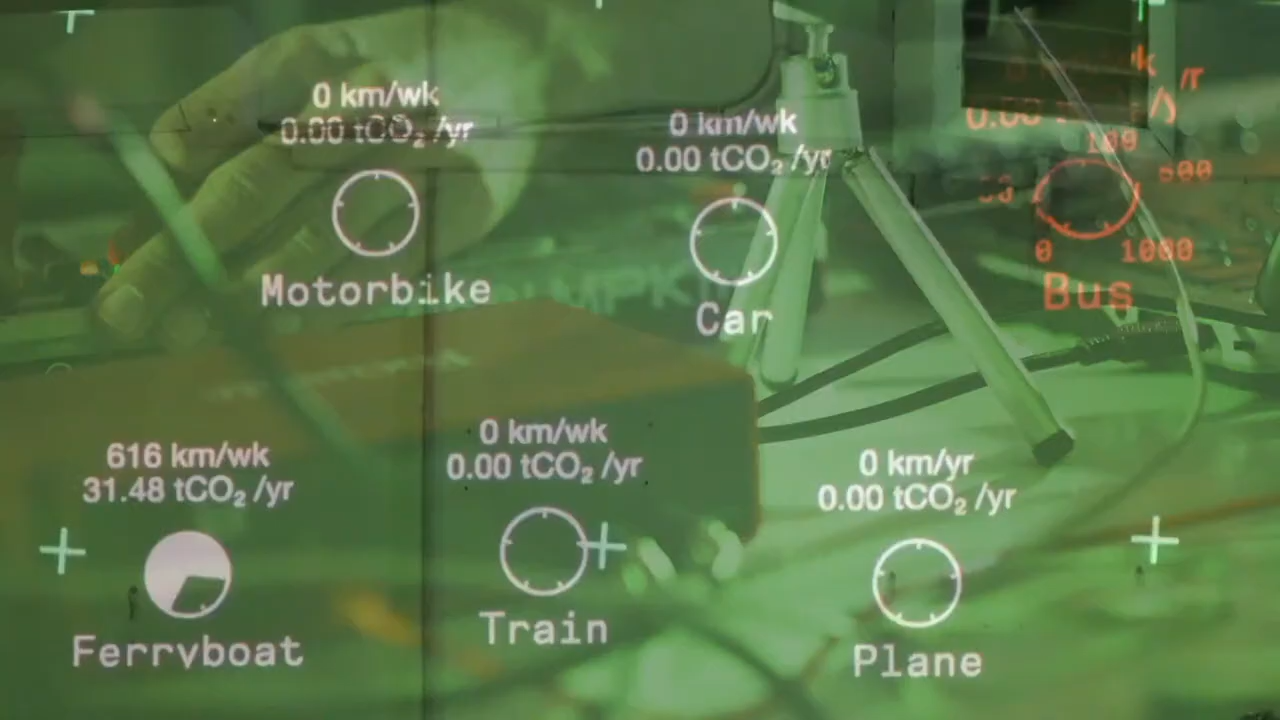 0 km/wk
0.00 tCO₂ /yr
Motorbike
0 km/wk
0.00 tCO₂ /yr
Car
100
500
0
1000
Bus
616 km/wk
31.48 tCO₂ /yr
Ferryboat
0 km/wk
0.00 tCO₂ /yr
Train
0 km/yr
0.00 tCO₂ /yr
Plane